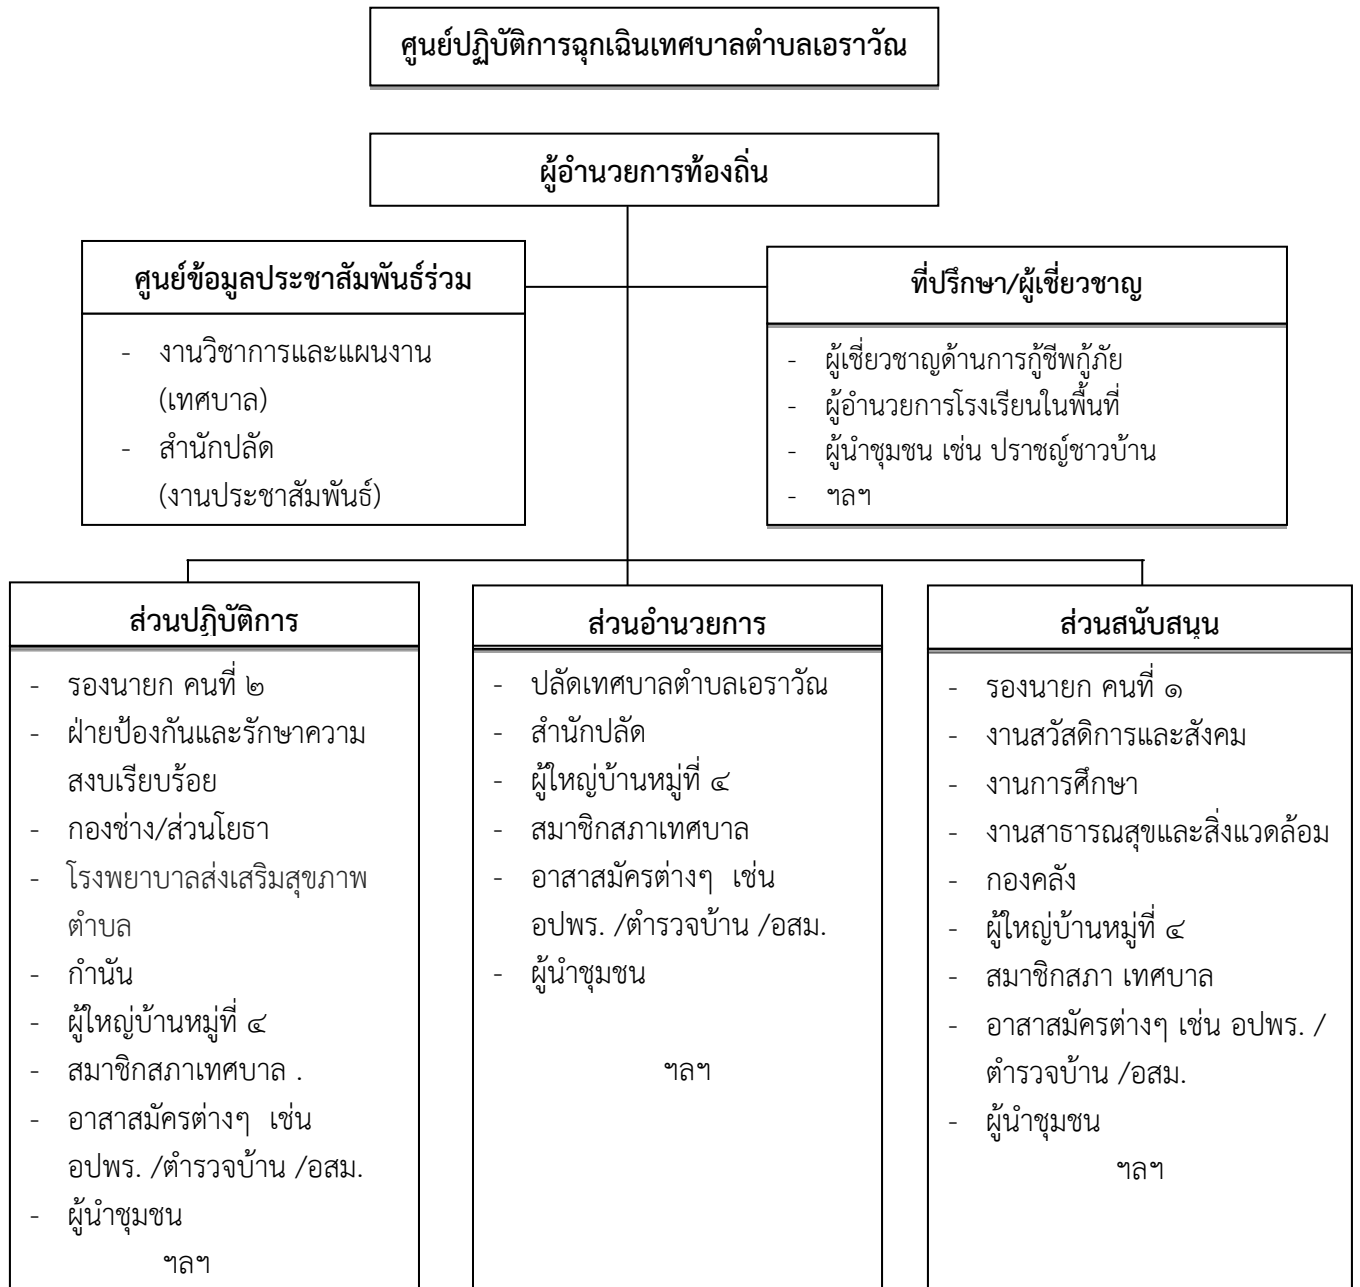 ศูนย์ปฏิบัติการฉุกเฉินเทศบาลตำบลเอราวัณ
ผู้อำนวยการท้องถิ่น
ศูนย์ข้อมูลประชาสัมพันธ์ร่วม
- งานวิชาการและแผนงาน
(เทศบาล)
- สำนักปลัด
(งานประชาสัมพันธ์)
ที่ปรึกษา/ผู้เชี่ยวชาญ
- ผู้เชี่ยวชาญด้านการกู้ชีพกู้ภัย
- ผู้อำนวยการโรงเรียนในพื้นที่
- ผู้นำชุมชน เช่น ปราชญ์ชาวบ้าน
- ฯลฯ
ส่วนปฏิบัติการ
- รองนายก คนที่ ๒
- ฝ่ายป้องกันและรักษาความ
สงบเรียบร้อย
- กองช่าง/ส่วนโยธา
- โรงพยาบาลส่งเสริมสุขภาพ
ตำบล
- กำนัน
- ผู้ใหญ่บ้านหมู่ที่ ๔
- สมาชิกสภาเทศบาล .
- อาสาสมัครต่างๆ เช่น
อปพร. /ตำรวจบ้าน /อสม.
- ผู้นำชุมชน
ฯลฯ
ส่วนอำนวยการ
- ปลัดเทศบาลตำบลเอราวัณ
- สำนักปลัด
- ผู้ใหญ่บ้านหมู่ที่ ๔
- สมาชิกสภาเทศบาล
- อาสาสมัครต่างๆ เช่น
อปพร. /ตำรวจบ้าน /อสม.
- ผู้นำชุมชน
ฯลฯ
ส่วนสนับสนุน
- รองนายก คนที่ ๑
- งานสวัสดิการและสังคม
- งานการศึกษา
- งานสาธารณสุขและสิ่งแวดล้อม
- กองคลัง
- ผู้ใหญ่บ้านหมู่ที่ ๔
- สมาชิกสภา เทศบาล
- อาสาสมัครต่างๆ เช่น อปพร. /
ตำรวจบ้าน /อสม.
- ผู้นำชุมชน
ฯลฯ